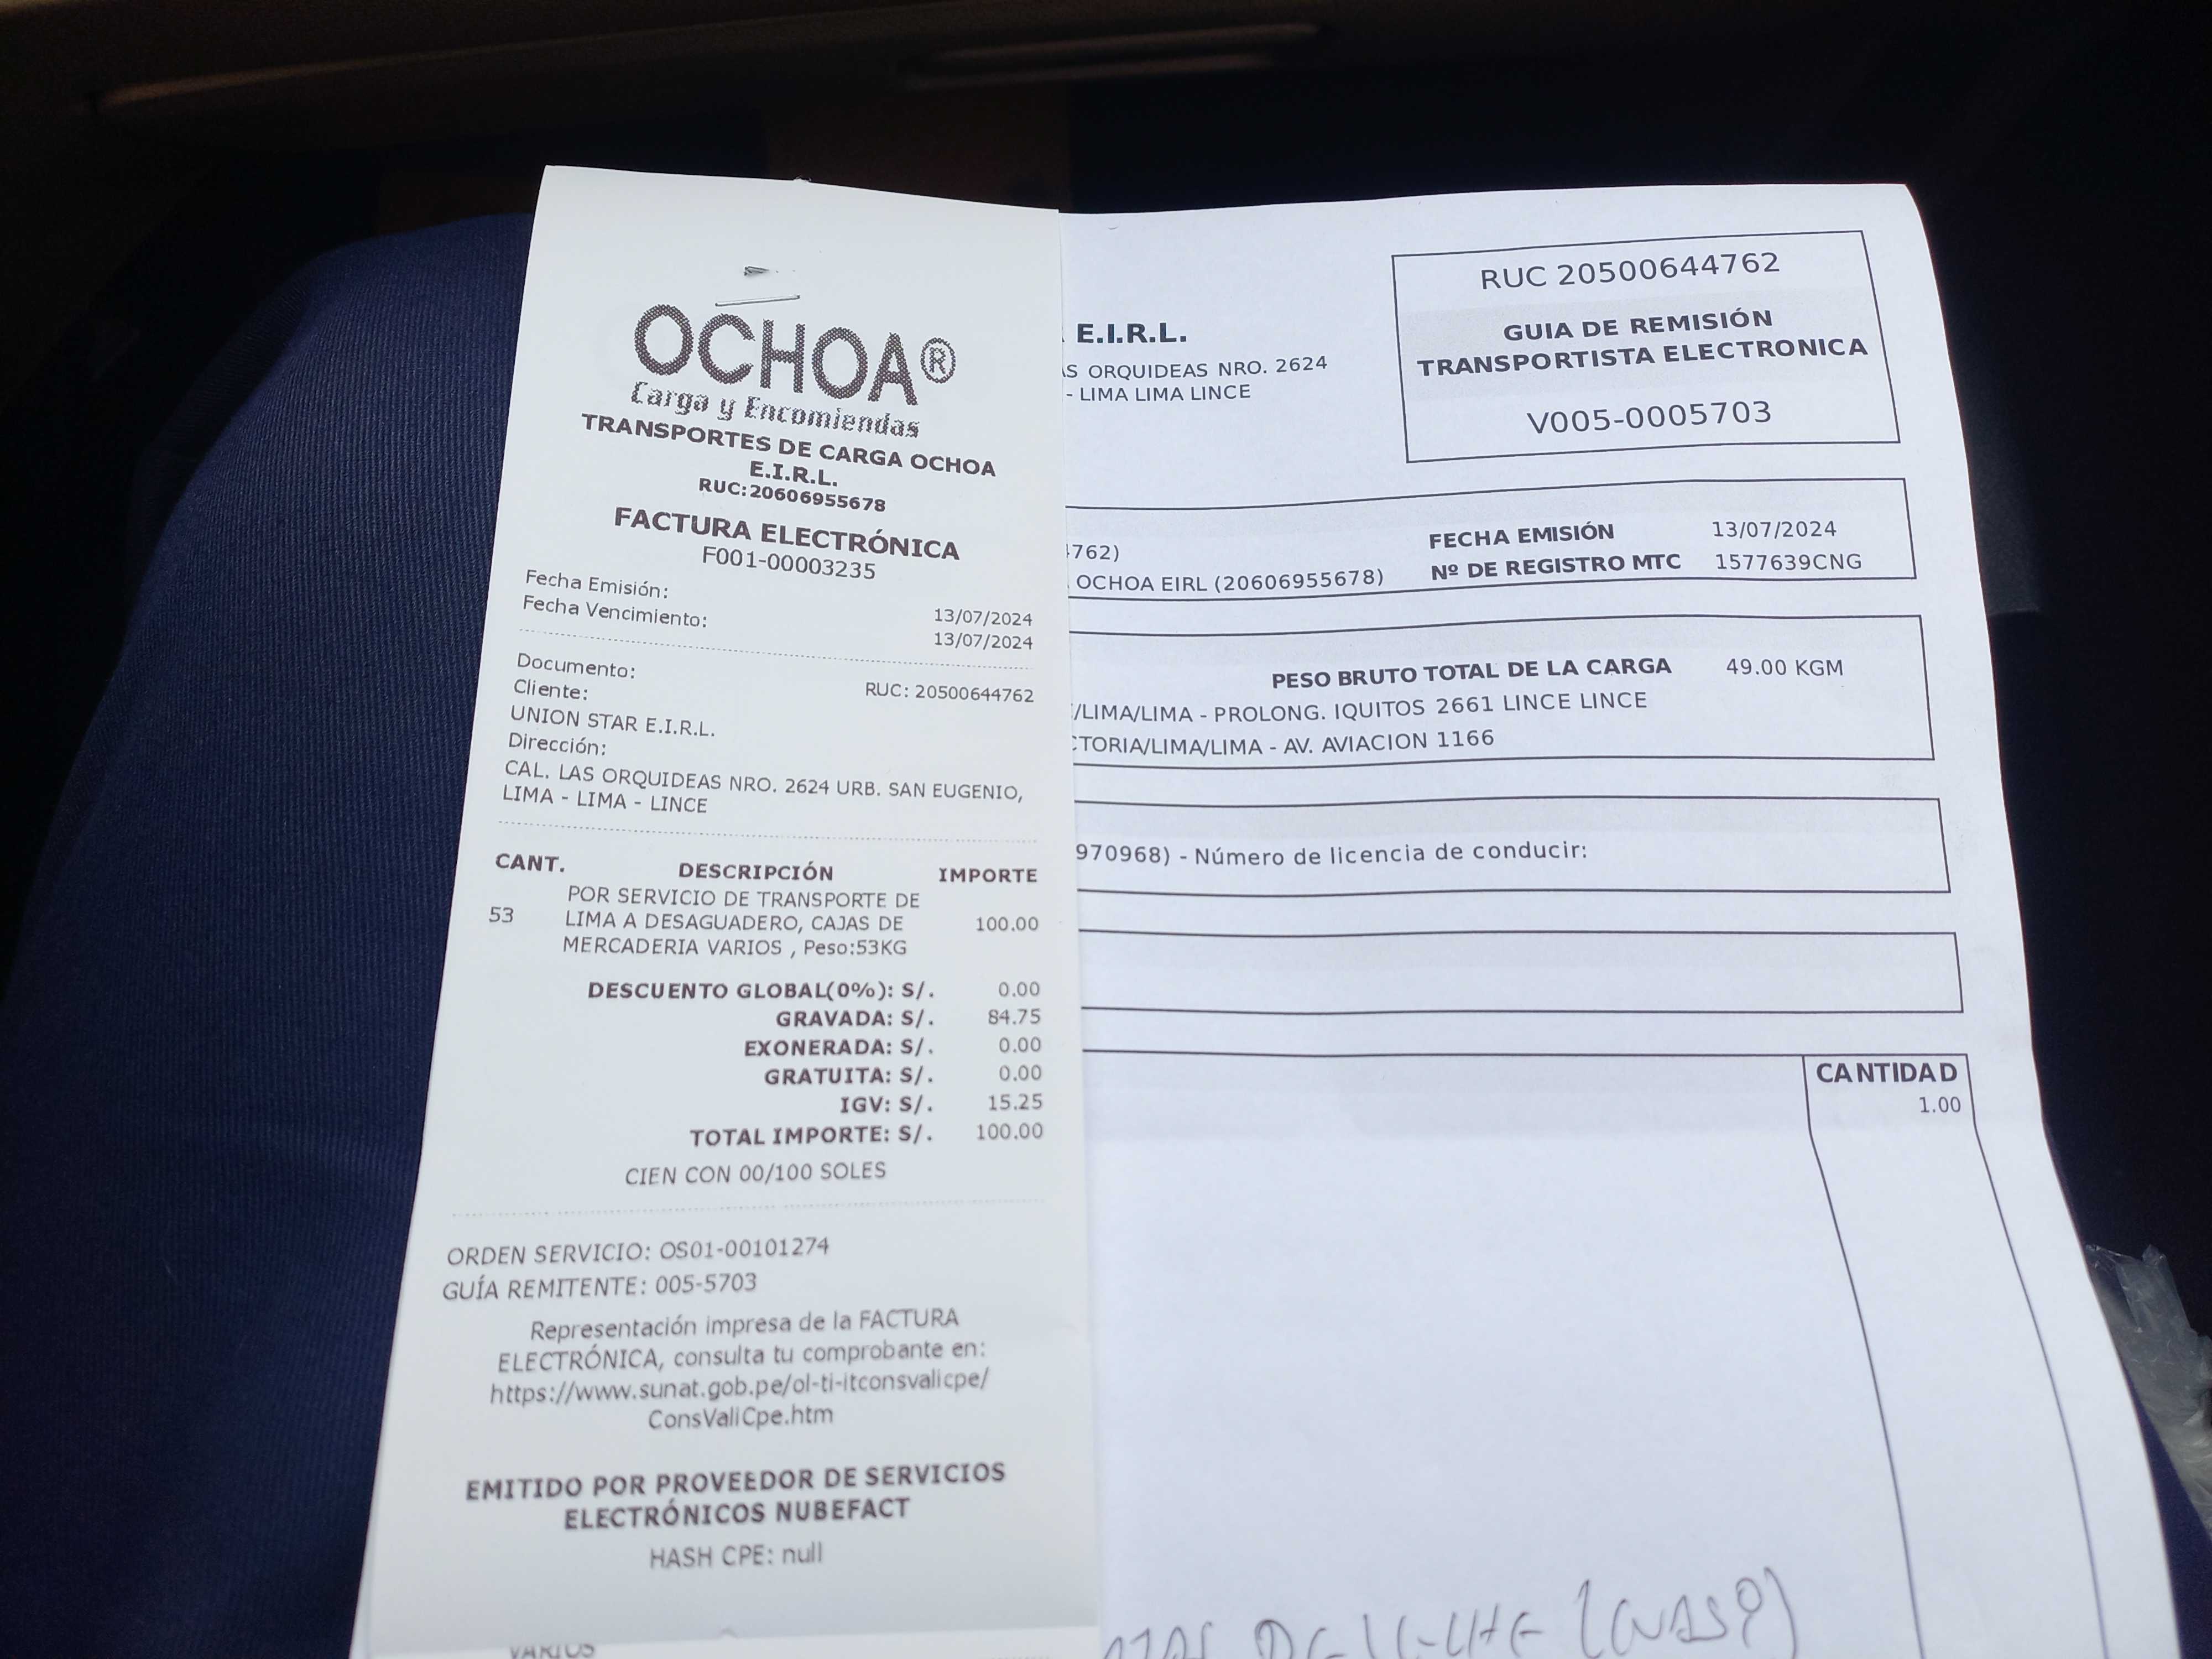 OCHOA®
Carga y Encomiendas
TRANSPORTES DE CARGA OCHOA
E.I.R.L.
RUC:20606955678
FACTURA ELECTRÓNICA
F001-00003235
Fecha Emisión: 13/07/2024
Fecha Vencimiento: 13/07/2024
Documento: RUC: 20500644762
Cliente:
UNION STAR E.I.R.L.
Dirección:
CAL. LAS ORQUIDEAS NRO. 2624 URB. SAN EUGENIO,
LIMA - LIMA - LINCE
CANT. DESCRIPCIÓN IMPORTE
POR SERVICIO DE TRANSPORTE DE
53 LIMA A DESAGUADERO, CAJAS DE 100.00
MERCADERIA VARIOS , Peso:53KG
DESCUENTO GLOBAL(0%): S/. 0.00
GRAVADA: S/. 84.75
EXONERADA: S/. 0.00
GRATUITA: S/. 0.00
IGV: S/. 15.25
TOTAL IMPORTE: S/. 100.00
CIEN CON 00/100 SOLES
ORDEN SERVICIO: OS01-00101274
GUÍA REMITENTE: 005-5703
Representación impresa de la FACTURA
ELECTRÓNICA, consulta tu comprobante en:
https://www.sunat.gob.pe/ol-ti-itconsvalicpe/
ConsValiCpe.htm
EMITIDO POR PROVEEDOR DE SERVICIOS
ELECTRÓNICOS NUBEFACT
HASH CPE: null
VARIOS
E.I.R.L.
AS ORQUIDEAS NRO. 2624
- LIMA LIMA LINCE
RUC 20500644762
GUIA DE REMISIÓN
TRANSPORTISTA ELECTRONICA
V005-0005703
762) FECHA EMISIÓN 13/07/2024
OCHOA EIRL (20606955678) Nº DE REGISTRO MTC 1577639CNG
PESO BRUTO TOTAL DE LA CARGA 49.00 KGM
/LIMA/LIMA - PROLONG. IQUITOS 2661 LINCE LINCE
CTORIA/LIMA/LIMA - AV. AVIACION 1166
970968) - Número de licencia de conducir:
CANTIDAD
1.00
DE